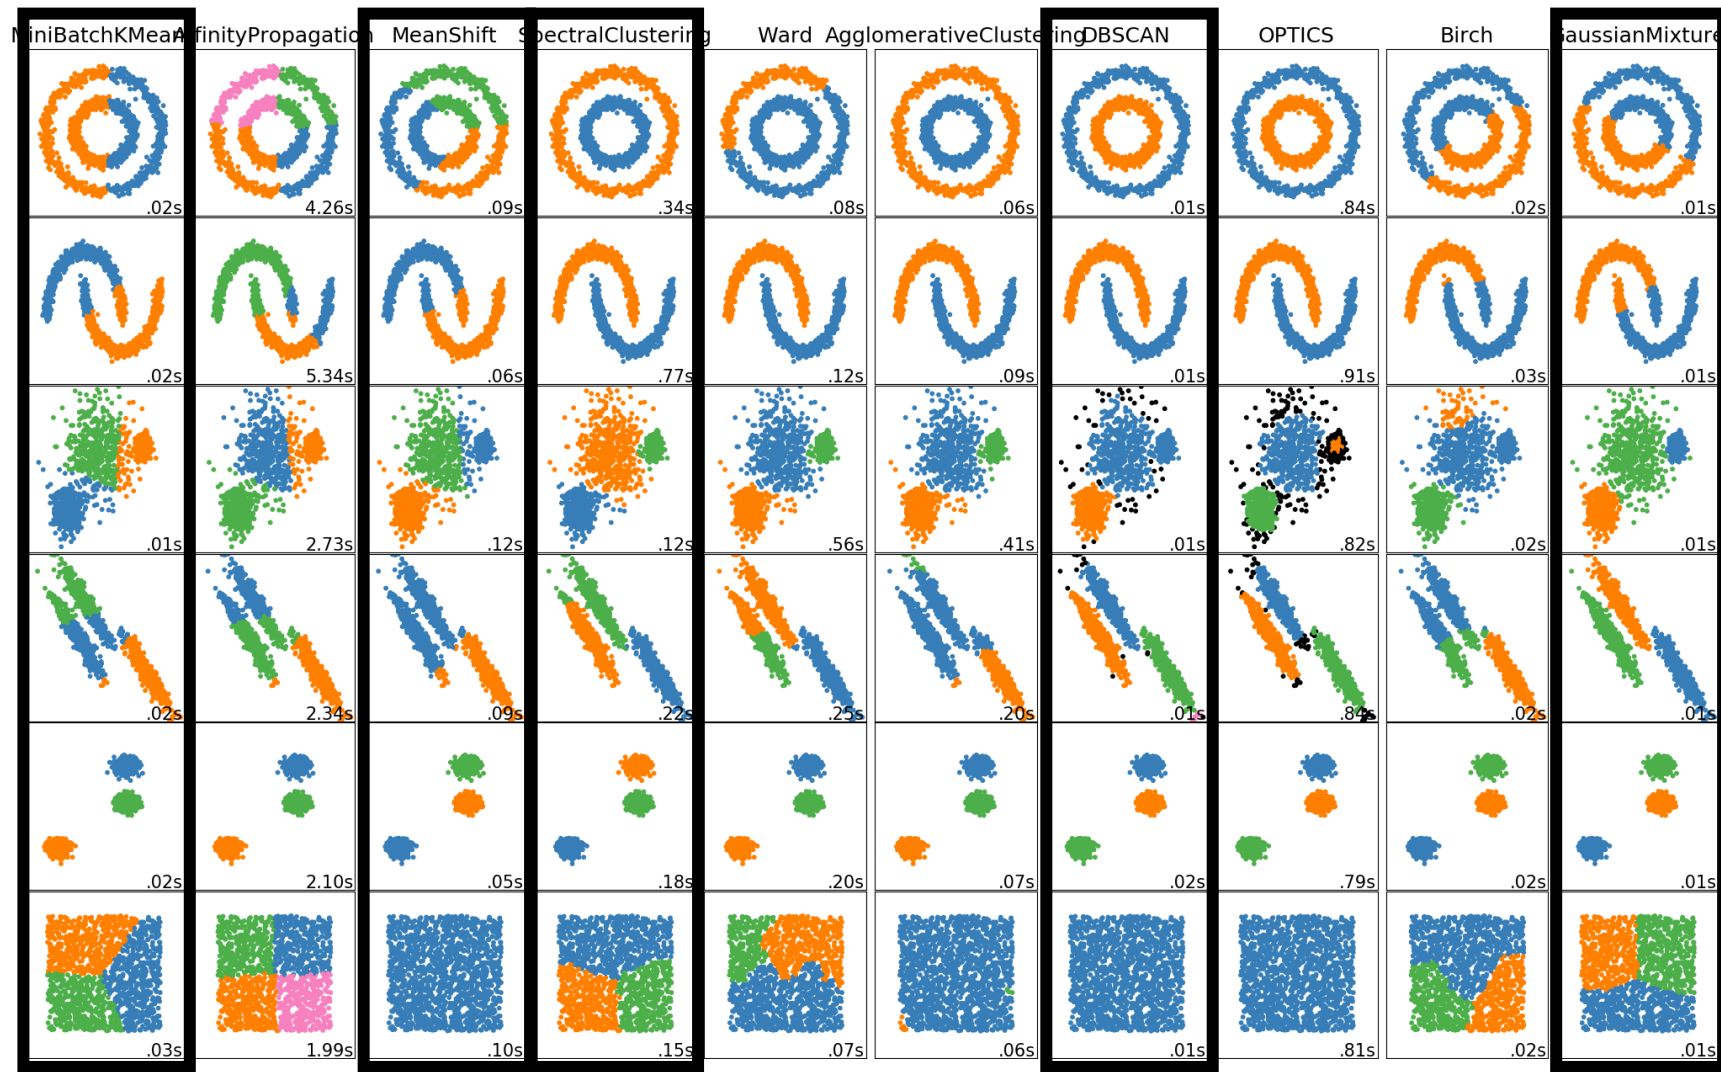 MiniBatchKMean AffinityPropagation MeanShift SpectralClustering Ward AgglomerativeClustering DBSCAN OPTICS Birch GaussianMixture
.02s 4.26s .09s .34s .08s .06s .01s .84s .02s .01s
.02s 5.34s .06s .77s .12s .09s .01s .91s .03s .01s
.01s 2.73s .12s .12s .56s .41s .01s .82s .02s .01s
.02s 2.34s .09s .22s .25s .20s .01s .84s .02s .01s
.02s 2.10s .05s .18s .20s .07s .02s .79s .02s .01s
.03s 1.99s .10s .15s .07s .06s .01s .81s .02s .01s